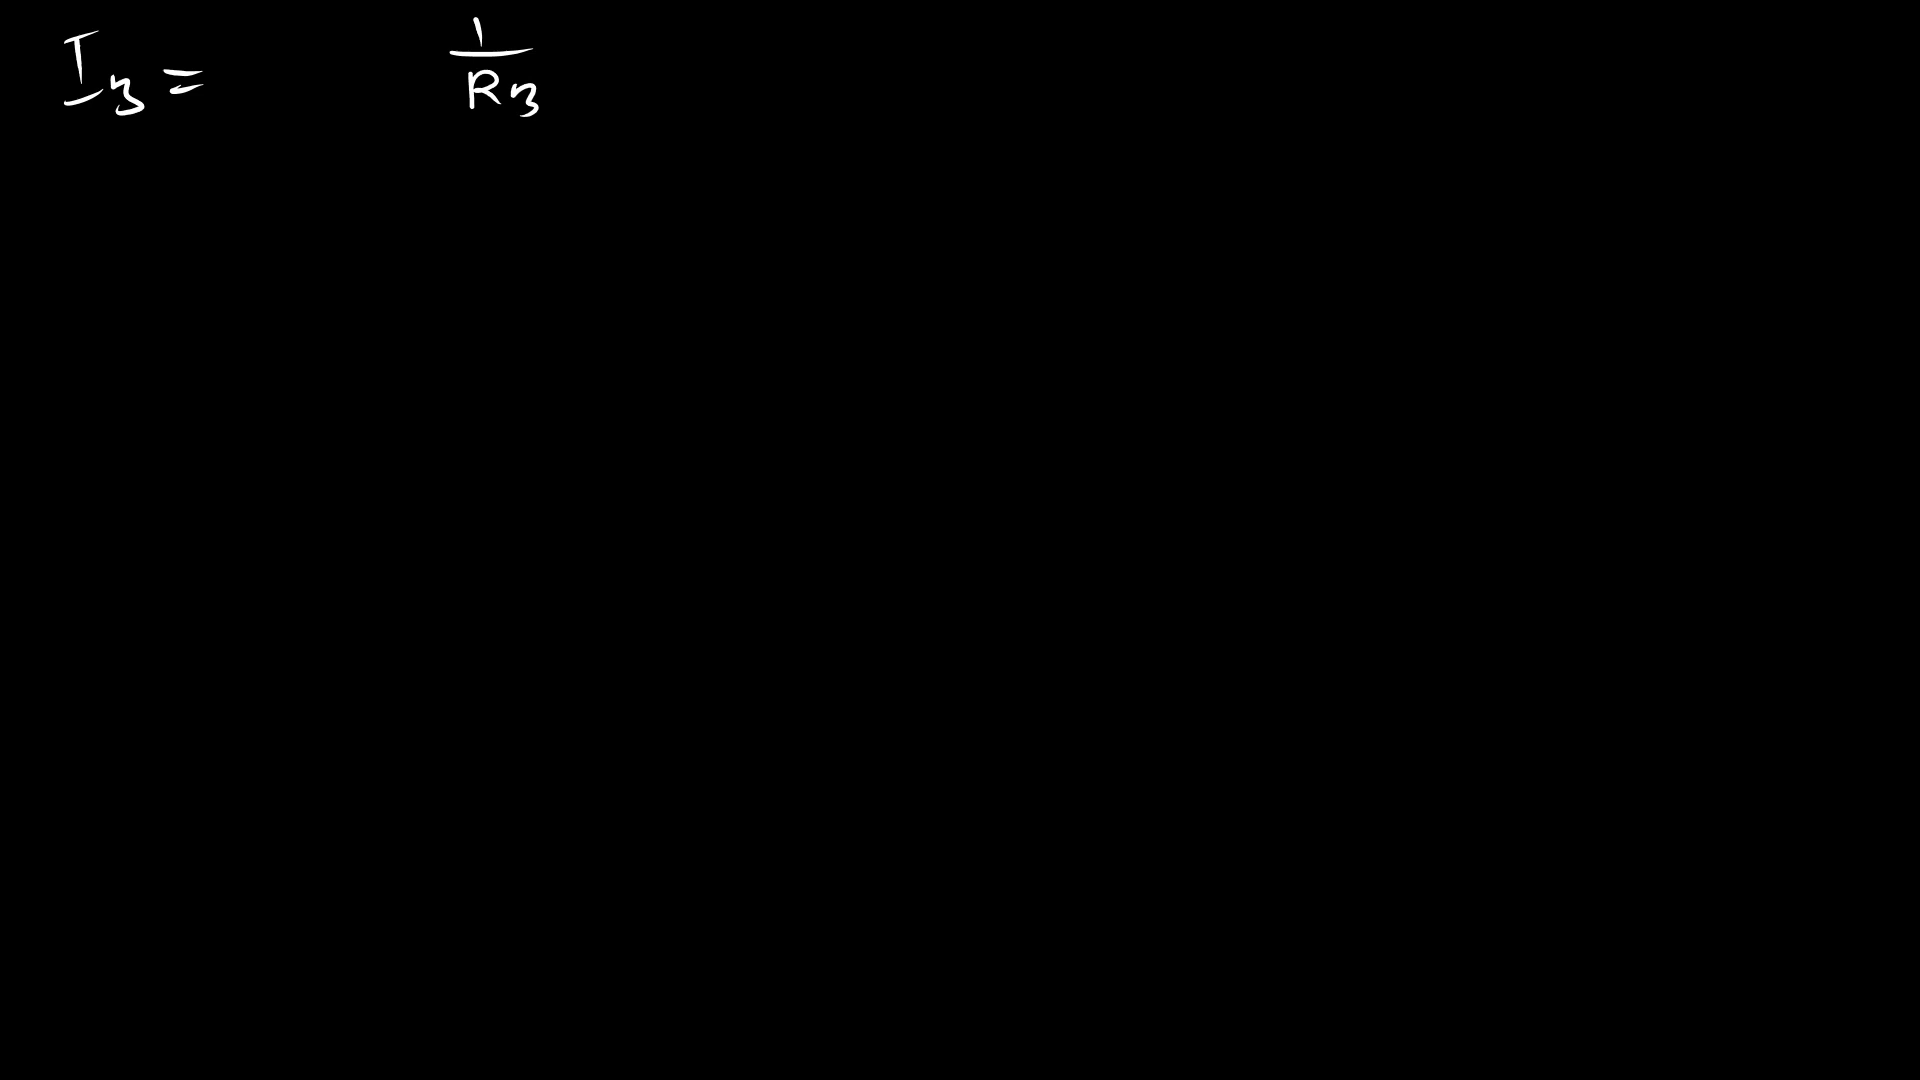 I₃ = 1/R₃